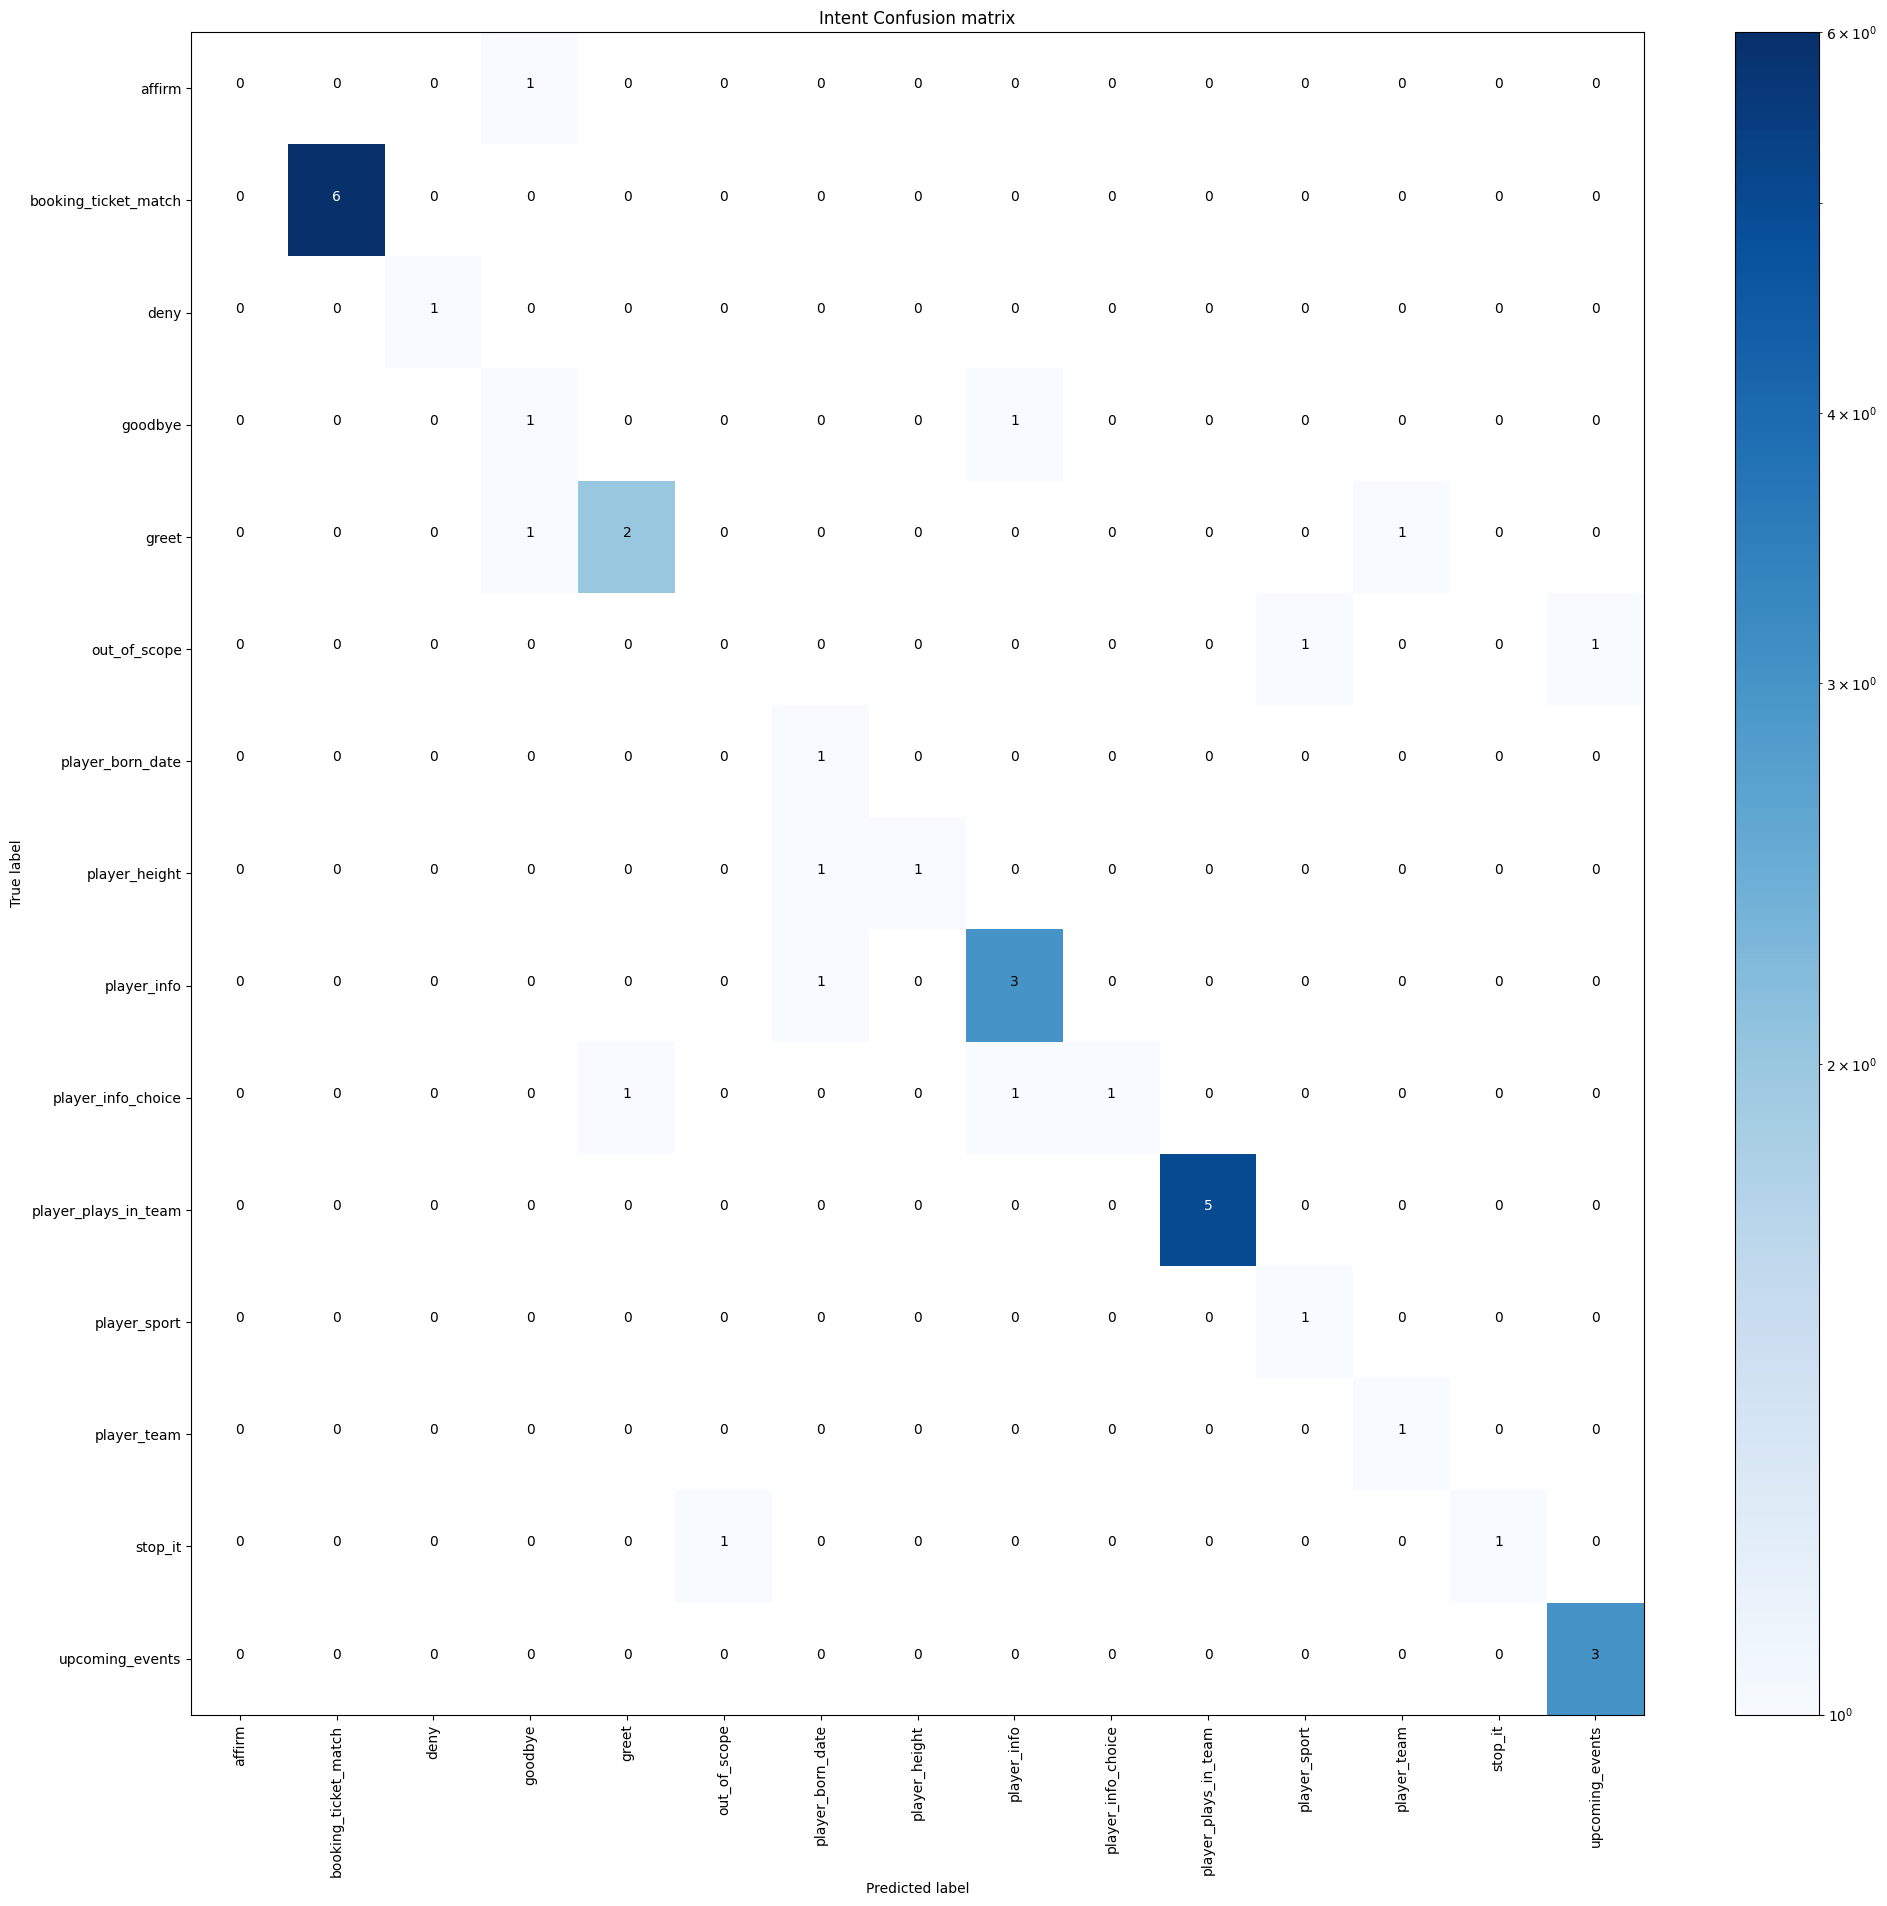 Intent Confusion matrix
affirm 0 0 0 1 0 0 0 0 0 0 0 0 0 0 0
booking_ticket_match 0 6 0 0 0 0 0 0 0 0 0 0 0 0 0
deny 0 0 1 0 0 0 0 0 0 0 0 0 0 0 0
goodbye 0 0 0 1 0 0 0 0 1 0 0 0 0 0 0
greet 0 0 0 1 2 0 0 0 0 0 0 0 1 0 0
out_of_scope 0 0 0 0 0 0 0 0 0 0 0 1 0 0 1
player_born_date 0 0 0 0 0 0 1 0 0 0 0 0 0 0 0
player_height 0 0 0 0 0 0 1 1 0 0 0 0 0 0 0
player_info 0 0 0 0 0 0 1 0 3 0 0 0 0 0 0
player_info_choice 0 0 0 0 1 0 0 0 1 1 0 0 0 0 0
player_plays_in_team 0 0 0 0 0 0 0 0 0 0 5 0 0 0 0
player_sport 0 0 0 0 0 0 0 0 0 0 0 1 0 0 0
player_team 0 0 0 0 0 0 0 0 0 0 0 0 1 0 0
stop_it 0 0 0 0 0 1 0 0 0 0 0 0 0 1 0
upcoming_events 0 0 0 0 0 0 0 0 0 0 0 0 0 0 3
True label
affirm
booking_ticket_match
deny
goodbye
greet
out_of_scope
player_born_date
player_height
player_info
player_info_choice
player_plays_in_team
player_sport
player_team
stop_it
upcoming_events
Predicted label
6 × 10⁰
4 × 10⁰
3 × 10⁰
2 × 10⁰
10⁰